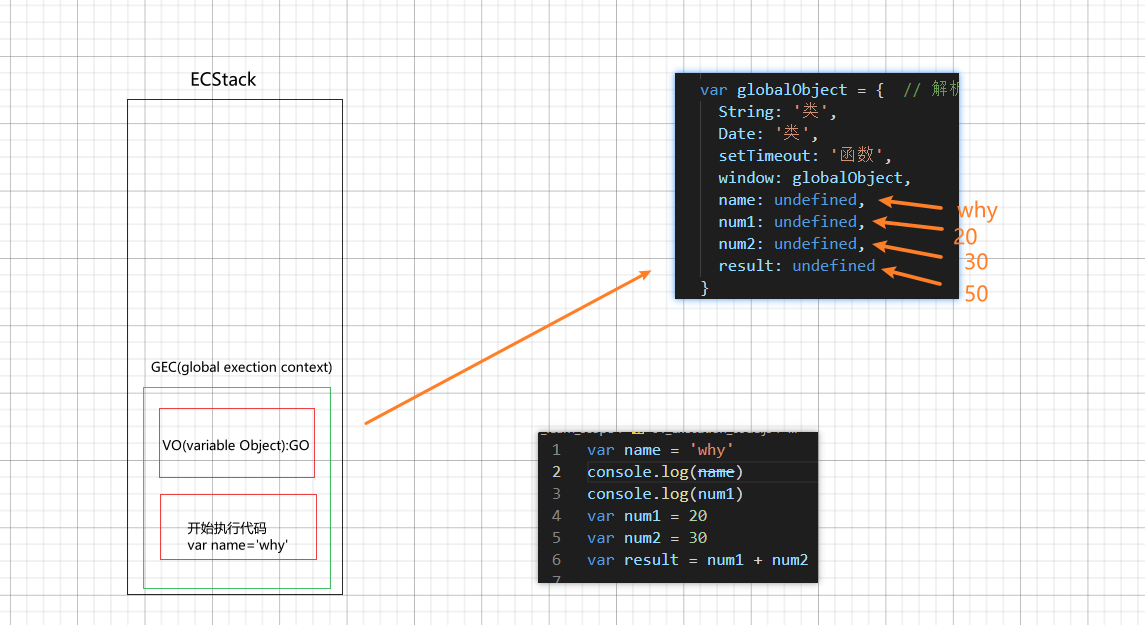 ECStack
GEC(global exection context)
VO(variable Object):GO
开始执行代码
var name='why'
var globalObject = { // 解析
String: '类',
Date: '类',
setTimeout: '函数',
window: globalObject,
name: undefined,
num1: undefined,
num2: undefined,
result: undefined
}
why
20
30
50
1 var name = 'why'
2 console.log(name)
3 console.log(num1)
4 var num1 = 20
5 var num2 = 30
6 var result = num1 + num2
7